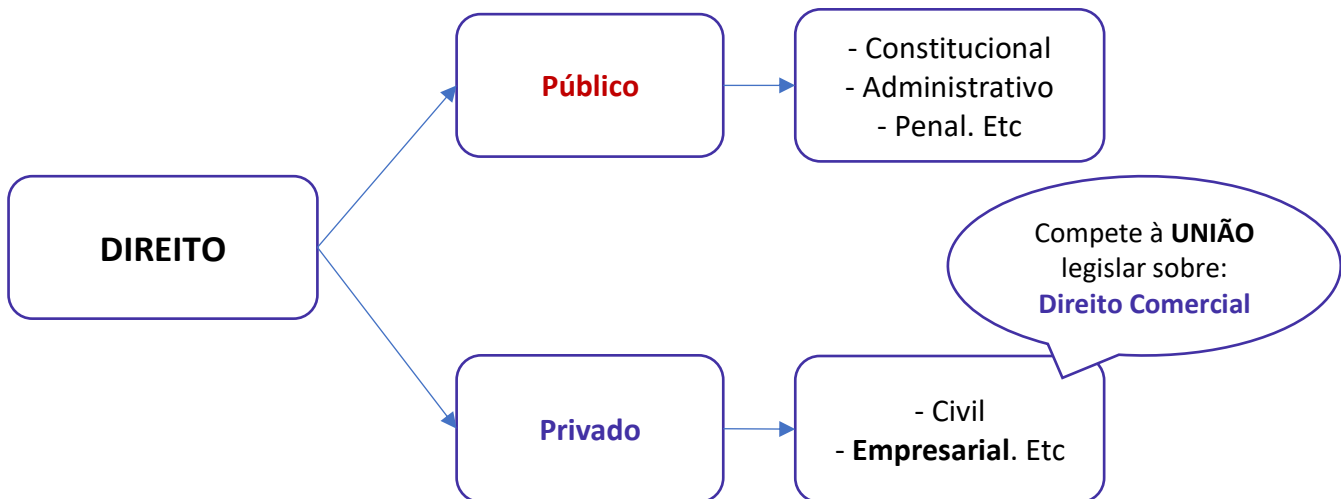 DIREITO
Público
- Constitucional
- Administrativo
- Penal. Etc
Compete à UNIÃO
legislar sobre:
Direito Comercial
Privado
- Civil
- Empresarial. Etc